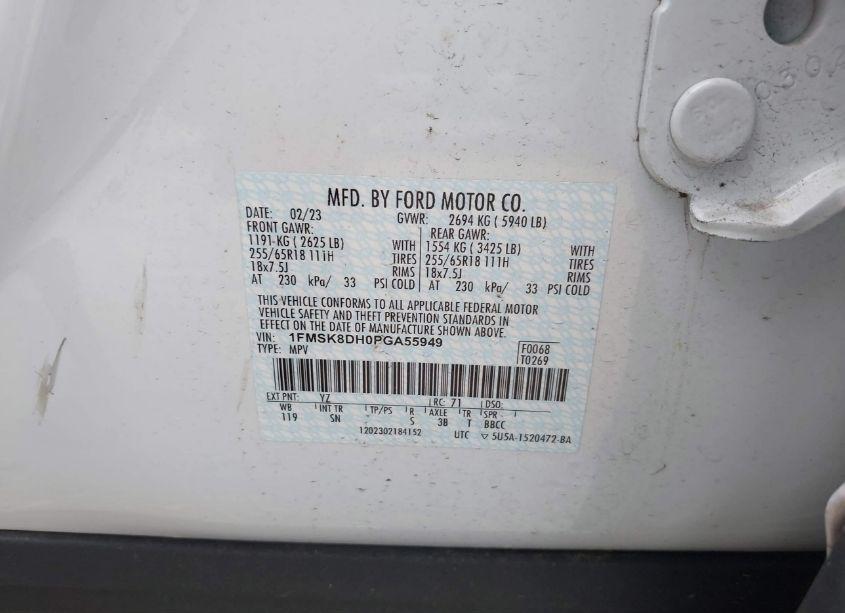 MFD. BY FORD MOTOR CO.
DATE: 02/23 GVWR: 2694 KG ( 5940 LB)
FRONT GAWR: REAR GAWR:
1191-KG ( 2625 LB) WITH 1554 KG ( 3425 LB) WITH
255/65R18 111H TIRES 255/65R18 111H TIRES
18x7.5J RIMS 18x7.5J RIMS
AT 230 kPa/ 33 PSI COLD AT 230 kPa/ 33 PSI COLD
THIS VEHICLE CONFORMS TO ALL APPLICABLE FEDERAL MOTOR
VEHICLE SAFETY AND THEFT PREVENTION STANDARDS IN
EFFECT ON THE DATE OF MANUFACTURE SHOWN ABOVE.
VIN: 1FMSK8DH0PGA55949 F0068
TYPE: MPV T0269
EXT PNT: YZ RC: 71 DSO:
WB INT TR TP/PS R AXLE TR SPR
119 SN S 3B T BBCC
1202302184152 UTC ▽ 5U5A-1520472-BA